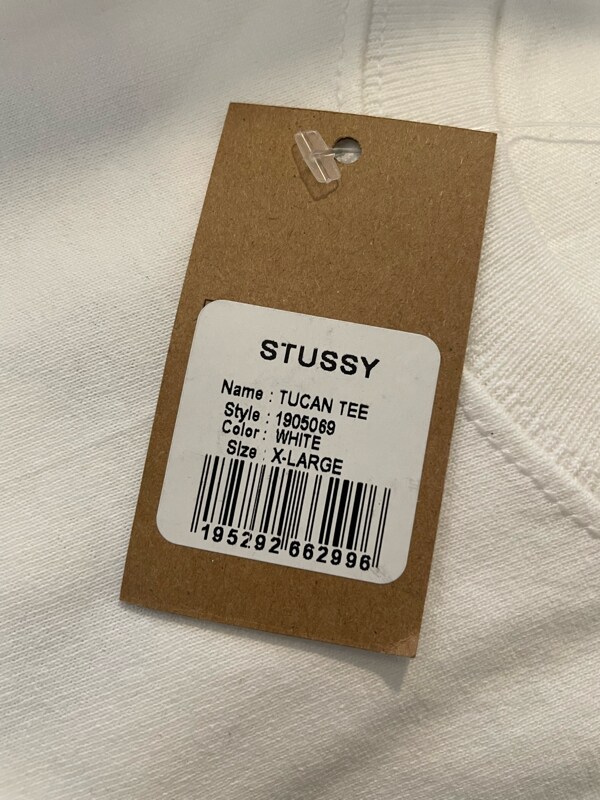 STUSSY
Name : TUCAN TEE
Style : 1905069
Color : WHITE
Size : X-LARGE
195292 662996